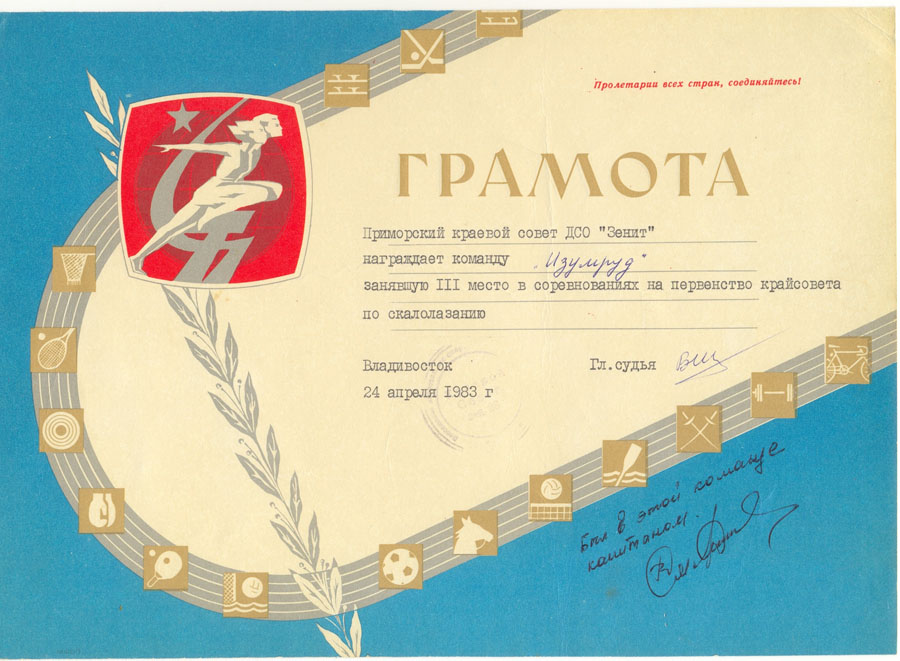 Пролетарии всех стран, соединяйтесь!
ГРАМОТА
Приморский краевой совет ДСО "Зенит"
награждает команду „Изумруд"
занявшую III место в соревнованиях на первенство крайсовета
по скалолазанию
Владивосток Гл.судья
24 апреля 1983 г
Был в этой команде
капитаном.